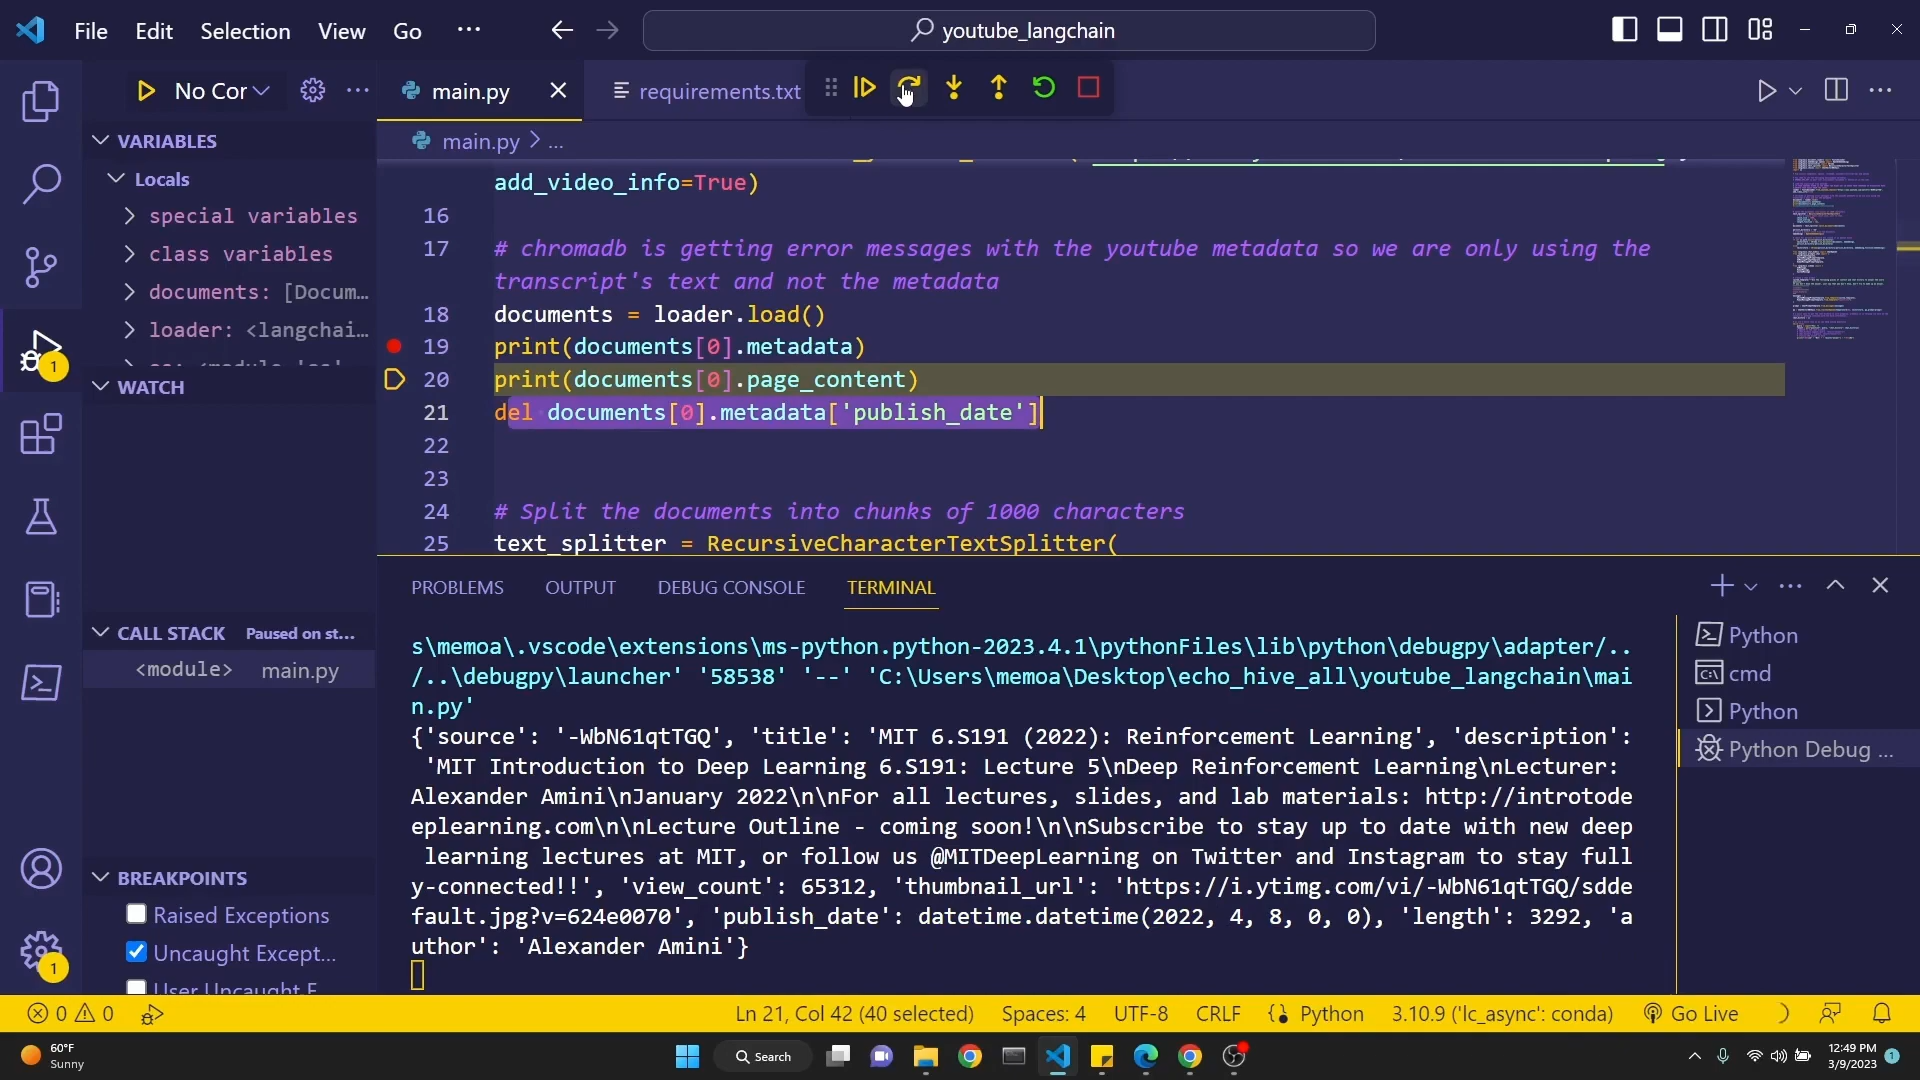 File Edit Selection View Go ···
youtube_langchain
No Cor
main.py
requirements.txt
main.py > ...
VARIABLES
Locals
special variables
class variables
documents: [Docum...
loader: <langchai...
WATCH
CALL STACK Paused on st...
<module> main.py
BREAKPOINTS
Raised Exceptions
Uncaught Except...
User Uncaught E
add_video_info=True)
16
17 # chromadb is getting error messages with the youtube metadata so we are only using the
transcript's text and not the metadata
18 documents = loader.load()
19 print(documents[0].metadata)
20 print(documents[0].page_content)
21 del documents[0].metadata['publish_date']
22
23
24 # Split the documents into chunks of 1000 characters
25 text_splitter = RecursiveCharacterTextSplitter(
PROBLEMS OUTPUT DEBUG CONSOLE TERMINAL
s\memoa\.vscode\extensions\ms-python.python-2023.4.1\pythonFiles\lib\python\debugpy\adapter/..
/..\debugpy\launcher' '58538' '--' 'C:\Users\memoa\Desktop\echo_hive_all\youtube_langchain\mai
n.py'
{'source': '-WbN61qtTGQ', 'title': 'MIT 6.S191 (2022): Reinforcement Learning', 'description':
'MIT Introduction to Deep Learning 6.S191: Lecture 5\nDeep Reinforcement Learning\nLecturer:
Alexander Amini\nJanuary 2022\n\nFor all lectures, slides, and lab materials: http://introtode
eplearning.com\n\nLecture Outline - coming soon!\n\nSubscribe to stay up to date with new deep
learning lectures at MIT, or follow us @MITDeepLearning on Twitter and Instagram to stay full
y-connected!!', 'view_count': 65312, 'thumbnail_url': 'https://i.ytimg.com/vi/-WbN61qtTGQ/sdde
fault.jpg?v=624e0070', 'publish_date': datetime.datetime(2022, 4, 8, 0, 0), 'length': 3292, 'a
uthor': 'Alexander Amini'}
Python
cmd
Python
Python Debug ...
0 0
Ln 21, Col 42 (40 selected) Spaces: 4 UTF-8 CRLF Python 3.10.9 ('lc_async': conda) Go Live
1
1
60°F
Sunny
Search
12:49 PM
3/9/2023
1